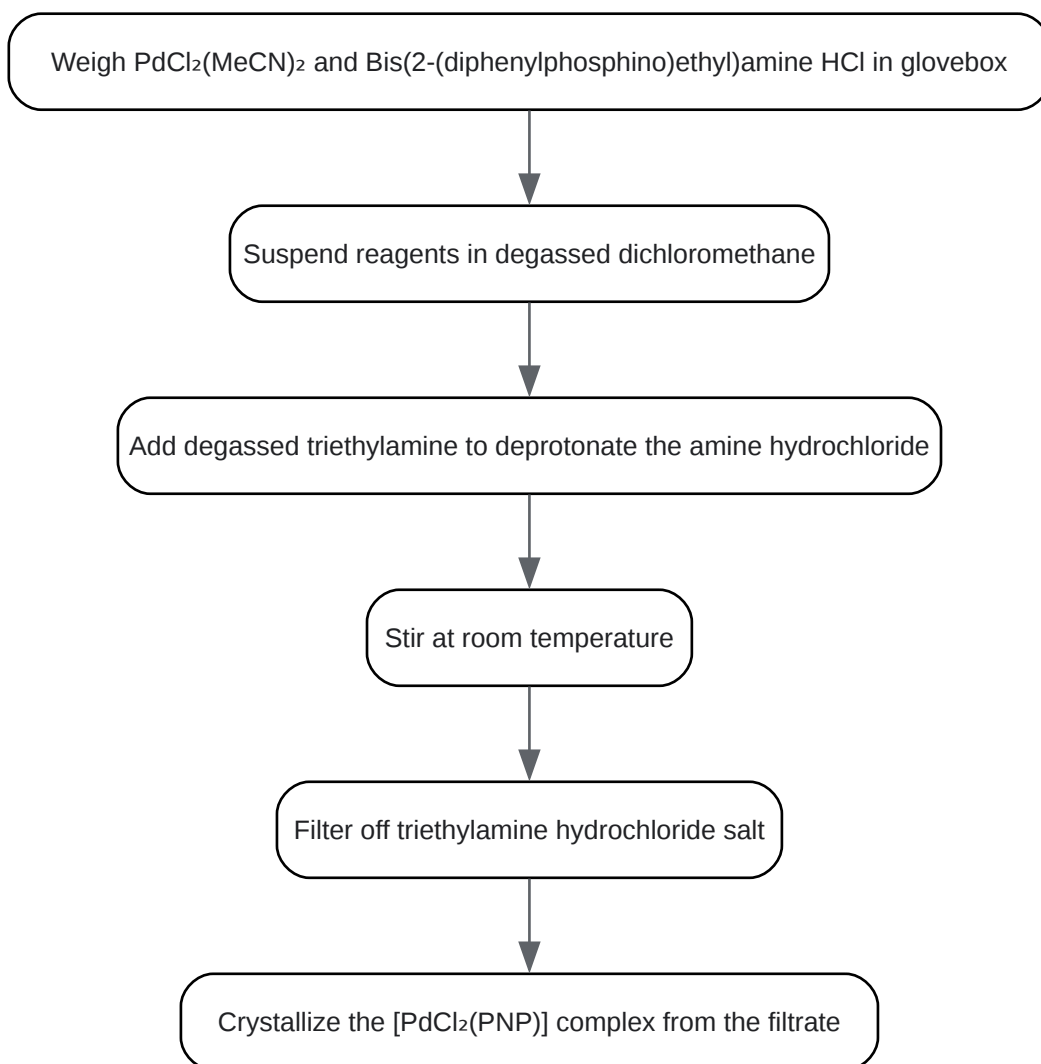 Weigh PdCl₂(MeCN)₂ and Bis(2-(diphenylphosphino)ethyl)amine HCl in glovebox
Suspend reagents in degassed dichloromethane
Add degassed triethylamine to deprotonate the amine hydrochloride
Stir at room temperature
Filter off triethylamine hydrochloride salt
Crystallize the [PdCl₂(PNP)] complex from the filtrate